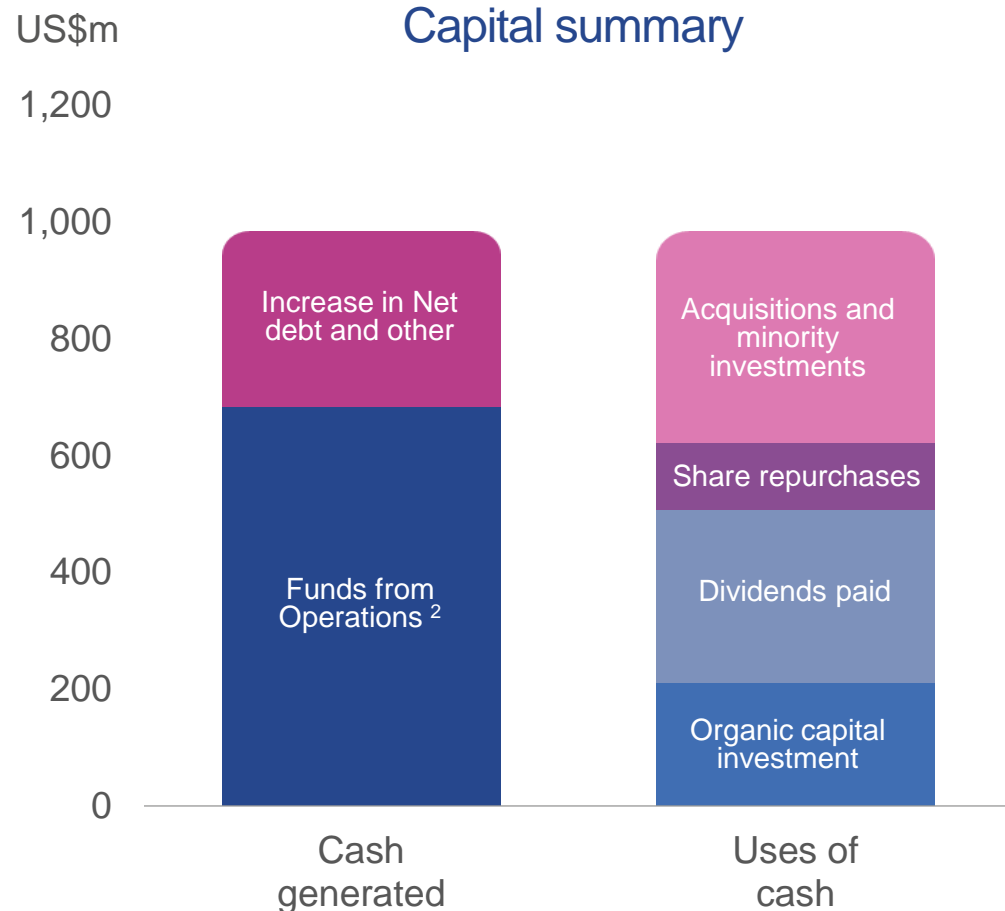 US$m
Capital summary
1,200
1,000
800
600
400
200
0
Increase in Net
debt and other
Funds from
Operations ²
Acquisitions and
minority
investments
Share repurchases
Dividends paid
Organic capital
investment
Cash
generated
Uses of
cash